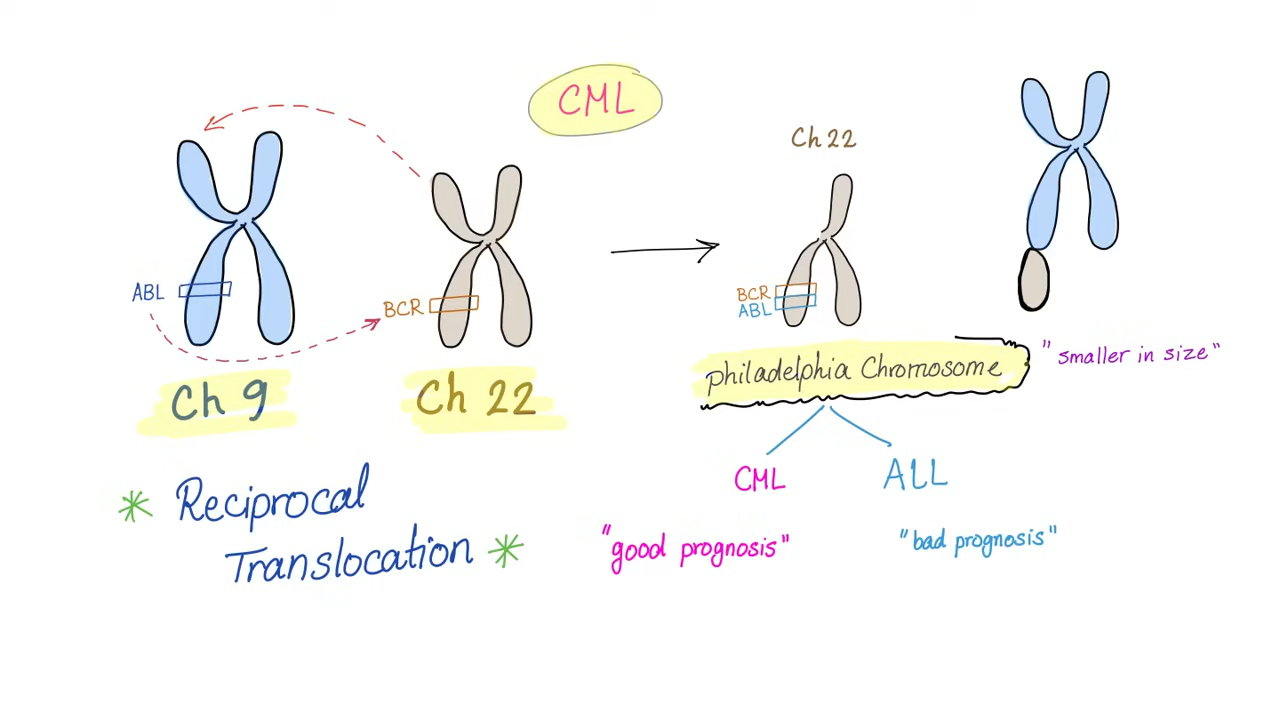 CML
Ch 22
ABL
BCR
BCR
ABL
Ch 9
Ch 22
philadelphia Chromosome
"smaller in size"
CML
ALL
* Reciprocal
Translocation *
"good prognosis"
"bad prognosis"